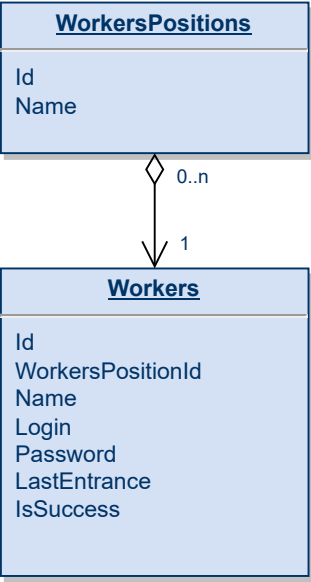 WorkersPositions
Id
Name
0..n
1
Workers
Id
WorkersPositionId
Name
Login
Password
LastEntrance
IsSuccess